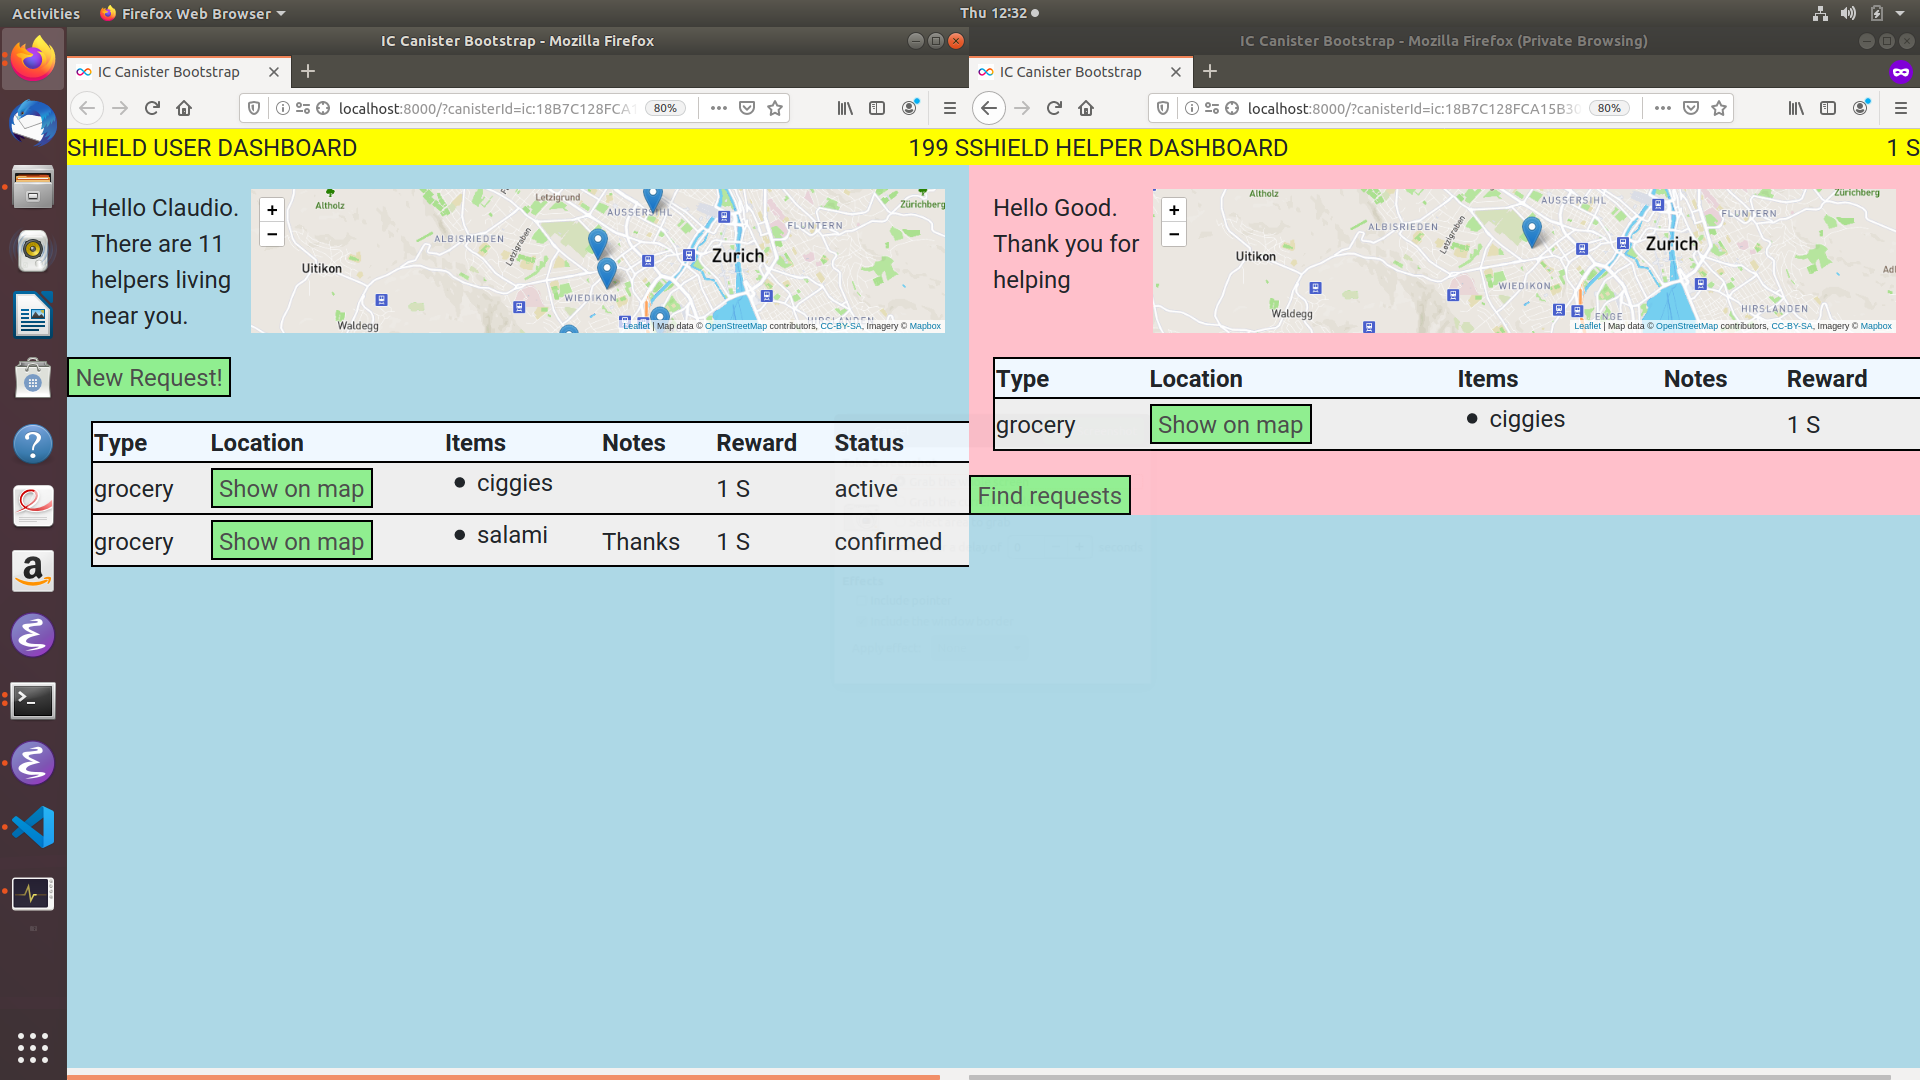 Activities
Firefox Web Browser
Thu 12:32
IC Canister Bootstrap - Mozilla Firefox
IC Canister Bootstrap - Mozilla Firefox (Private Browsing)
IC Canister Bootstrap
IC Canister Bootstrap
localhost:8000/?canisterId=ic:18B7C128FCA1
80%
localhost:8000/?canisterId=ic:18B7C128FCA15B30
80%
SHIELD USER DASHBOARD
199 S
SHIELD HELPER DASHBOARD
1 S
Hello Claudio.
There are 11
helpers living
near you.
+
−
Altholz
Letzigrund
AUSSERSIHL
Zürichberg
ALBISRIEDEN
Letzigraben
FLUNTERN
Uitikon
Zurich
WIEDIKON
Waldegg
HIRSLANDEN
Leaflet | Map data © OpenStreetMap contributors, CC-BY-SA, Imagery © Mapbox
New Request!
Type Location Items Notes Reward Status
grocery Show on map • ciggies 1 S active
grocery Show on map • salami Thanks 1 S confirmed
Hello Good.
Thank you for
helping
+
−
Altholz
AUSSERSIHL
Zürichberg
FLUNTERN
ALBISRIEDEN
Letzigraben
Uitikon
Zurich
WIEDIKON
Waldegg
HIRSLANDEN
ENGE
Leaflet | Map data © OpenStreetMap contributors, CC-BY-SA, Imagery © Mapbox
Type Location Items Notes Reward
grocery Show on map • ciggies 1 S
Find requests